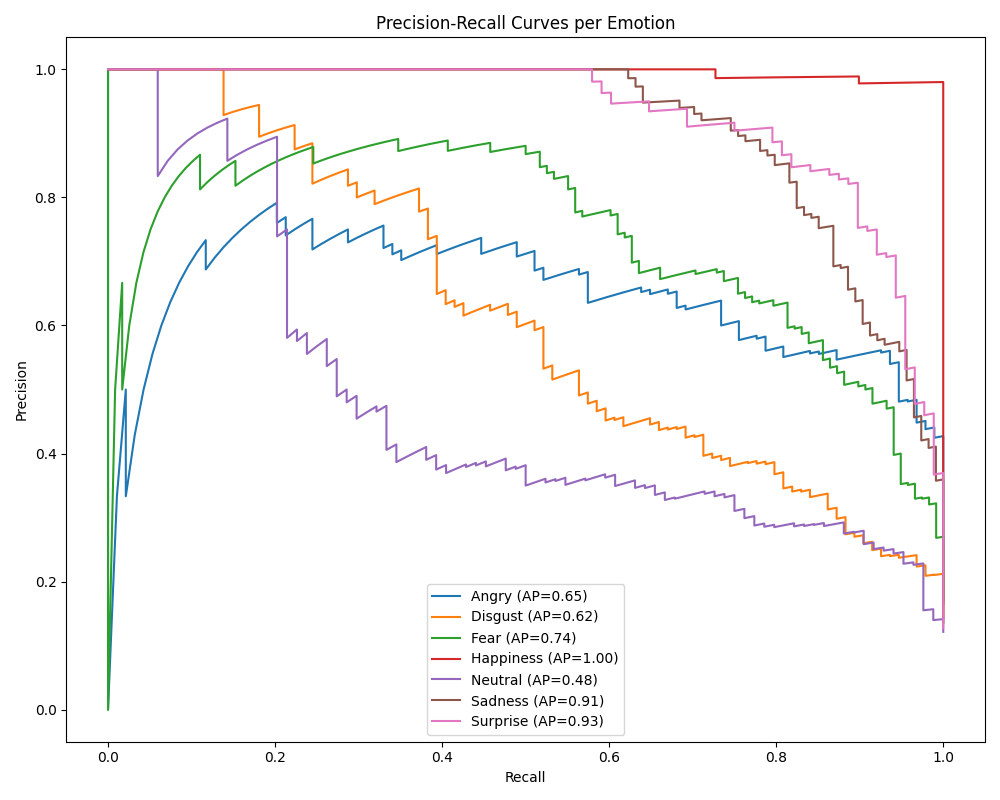 Precision-Recall Curves per Emotion
1.0
0.8
0.6
0.4
0.2
0.0
Precision
Angry (AP=0.65)
Disgust (AP=0.62)
Fear (AP=0.74)
Happiness (AP=1.00)
Neutral (AP=0.48)
Sadness (AP=0.91)
Surprise (AP=0.93)
0.0 0.2 0.4 0.6 0.8 1.0
Recall